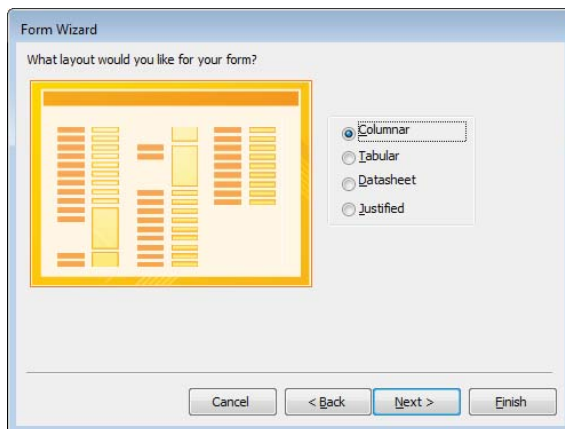 Form Wizard
What layout would you like for your form?
Columnar
Tabular
Datasheet
Justified
Cancel
< Back
Next >
Finish